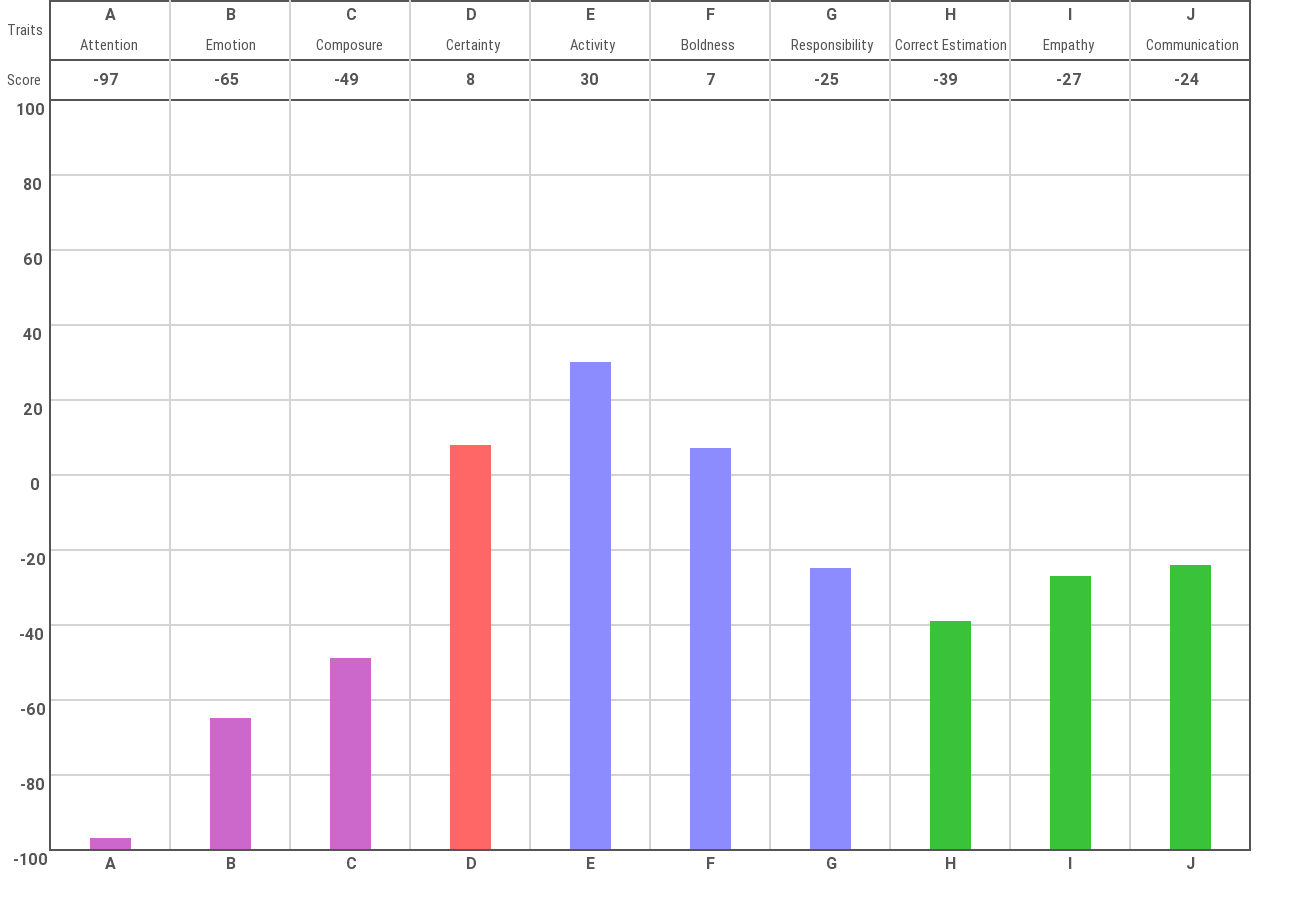 A B C D E F G H I J
Traits
Attention Emotion Composure Certainty Activity Boldness Responsibility Correct Estimation Empathy Communication
Score -97 -65 -49 8 30 7 -25 -39 -27 -24
100
80
60
40
20
0
-20
-40
-60
-80
-100
A B C D E F G H I J